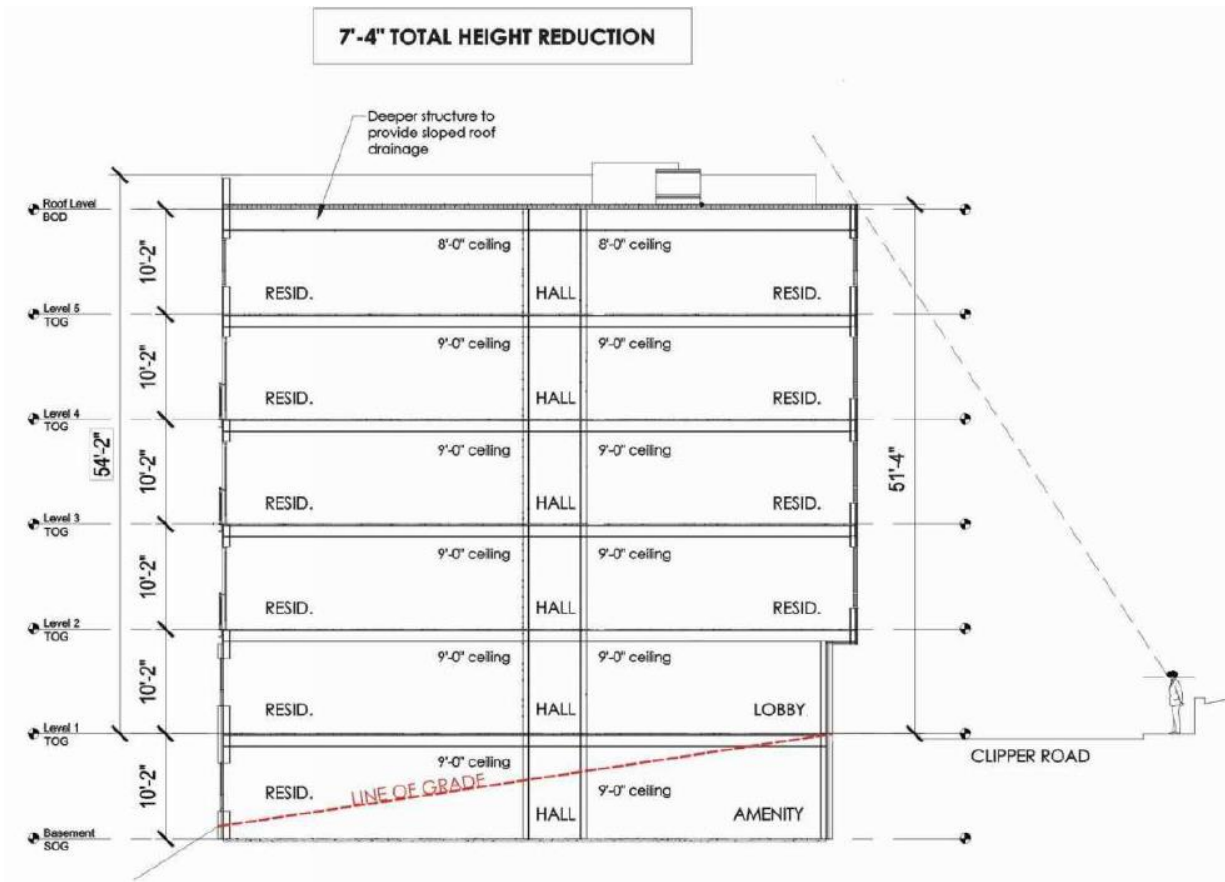 7'-4" TOTAL HEIGHT REDUCTION
Deeper structure to
provide sloped roof
drainage
Roof Level
BOD
10'-2"
8'-0" ceiling
8'-0" ceiling
RESID.
HALL
RESID.
Level 5
TOG
10'-2"
9'-0" ceiling
9'-0" ceiling
RESID.
HALL
RESID.
Level 4
TOG
54'-2"
51'-4"
10'-2"
9'-0" ceiling
9'-0" ceiling
RESID.
HALL
RESID.
Level 3
TOG
10'-2"
9'-0" ceiling
9'-0" ceiling
RESID.
HALL
RESID.
Level 2
TOG
10'-2"
9'-0" ceiling
9'-0" ceiling
RESID.
HALL
LOBBY
Level 1
TOG
CLIPPER ROAD
10'-2"
9'-0" ceiling
9'-0" ceiling
RESID.
LINE OF GRADE
HALL
AMENITY
Basement
SOG